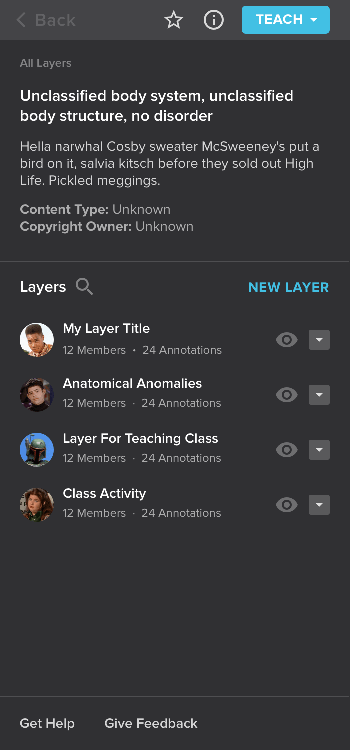 Back
TEACH
All Layers
Unclassified body system, unclassified
body structure, no disorder
Hella narwhal Cosby sweater McSweeney's put a
bird on it, salvia kitsch before they sold out High
Life. Pickled meggings.
Content Type: Unknown
Copyright Owner: Unknown
Layers
NEW LAYER
My Layer Title
12 Members · 24 Annotations
Anatomical Anomalies
12 Members · 24 Annotations
Layer For Teaching Class
12 Members · 24 Annotations
Class Activity
12 Members · 24 Annotations
Get Help
Give Feedback